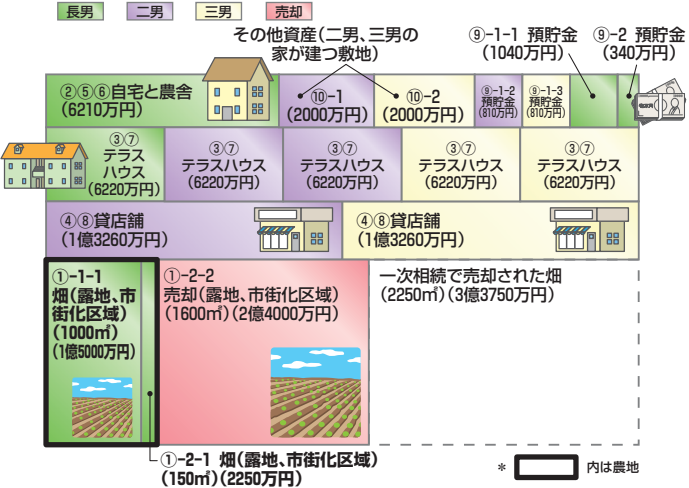 長男 二男 三男 売却
その他資産(二男、三男の
家が建つ敷地)
⑨-1-1 預貯金
(1040万円)
⑨-2 預貯金
(340万円)
②⑤⑥自宅と農舎
(6210万円)
⑩-1
(2000万円)
⑩-2
(2000万円)
⑨-1-2
預貯金
(810万円)
⑨-1-3
預貯金
(810万円)
③⑦
テラス
ハウス
(6220万円)
③⑦
テラスハウス
(6220万円)
③⑦
テラスハウス
(6220万円)
③⑦
テラスハウス
(6220万円)
③⑦
テラスハウス
(6220万円)
④⑧貸店舗
(1億3260万円)
④⑧貸店舗
(1億3260万円)
①-1-1
畑(露地、市
街化区域)
(1000㎡)
(1億5000万円)
①-2-2
売却(露地、市街化区域)
(1600㎡)(2億4000万円)
一次相続で売却された畑
(2250㎡)(3億3750万円)
①-2-1 畑(露地、市街化区域)
(150㎡)(2250万円)
* 内は農地